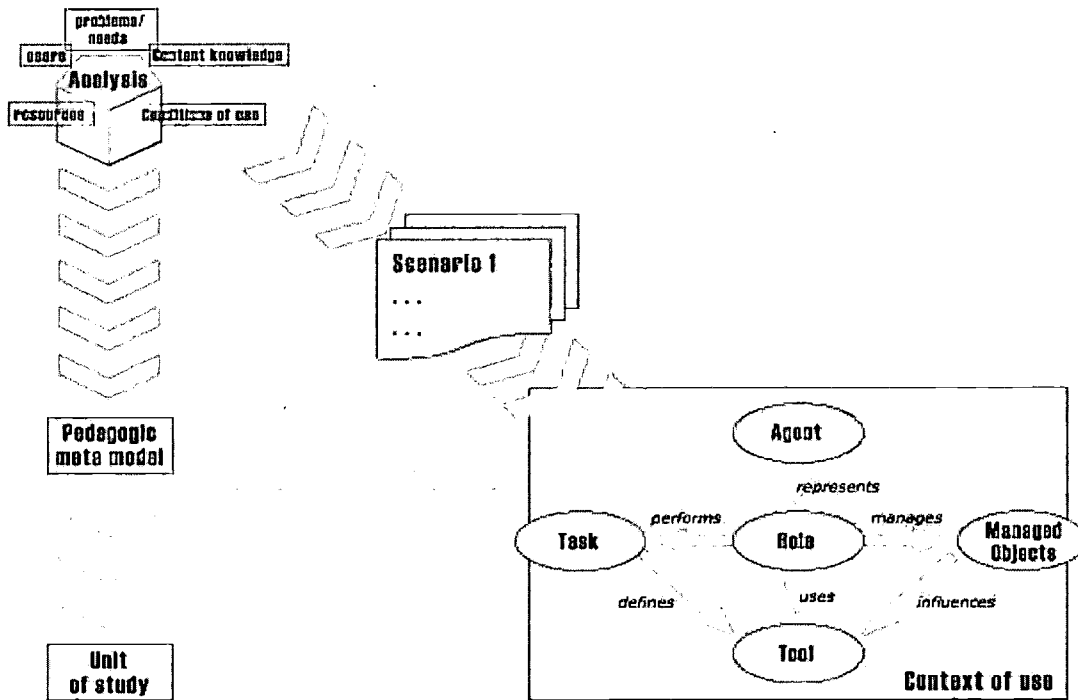 problems/
needs
users
Content knowledge
Analysis
resources
Conditions of use
Scenario 1
...
...
Pedagogic
meta model
Agent
represents
performs
manages
Task
Role
Managed
Objects
defines
uses
influences
Tool
Unit
of study
Context of use